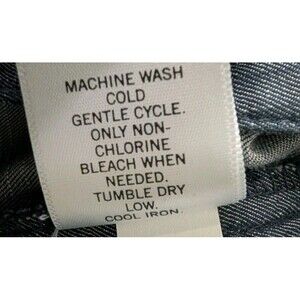 MACHINE WASH
COLD
GENTLE CYCLE.
ONLY NON-
CHLORINE
BLEACH WHEN
NEEDED.
TUMBLE DRY
LOW.
COOL IRON.